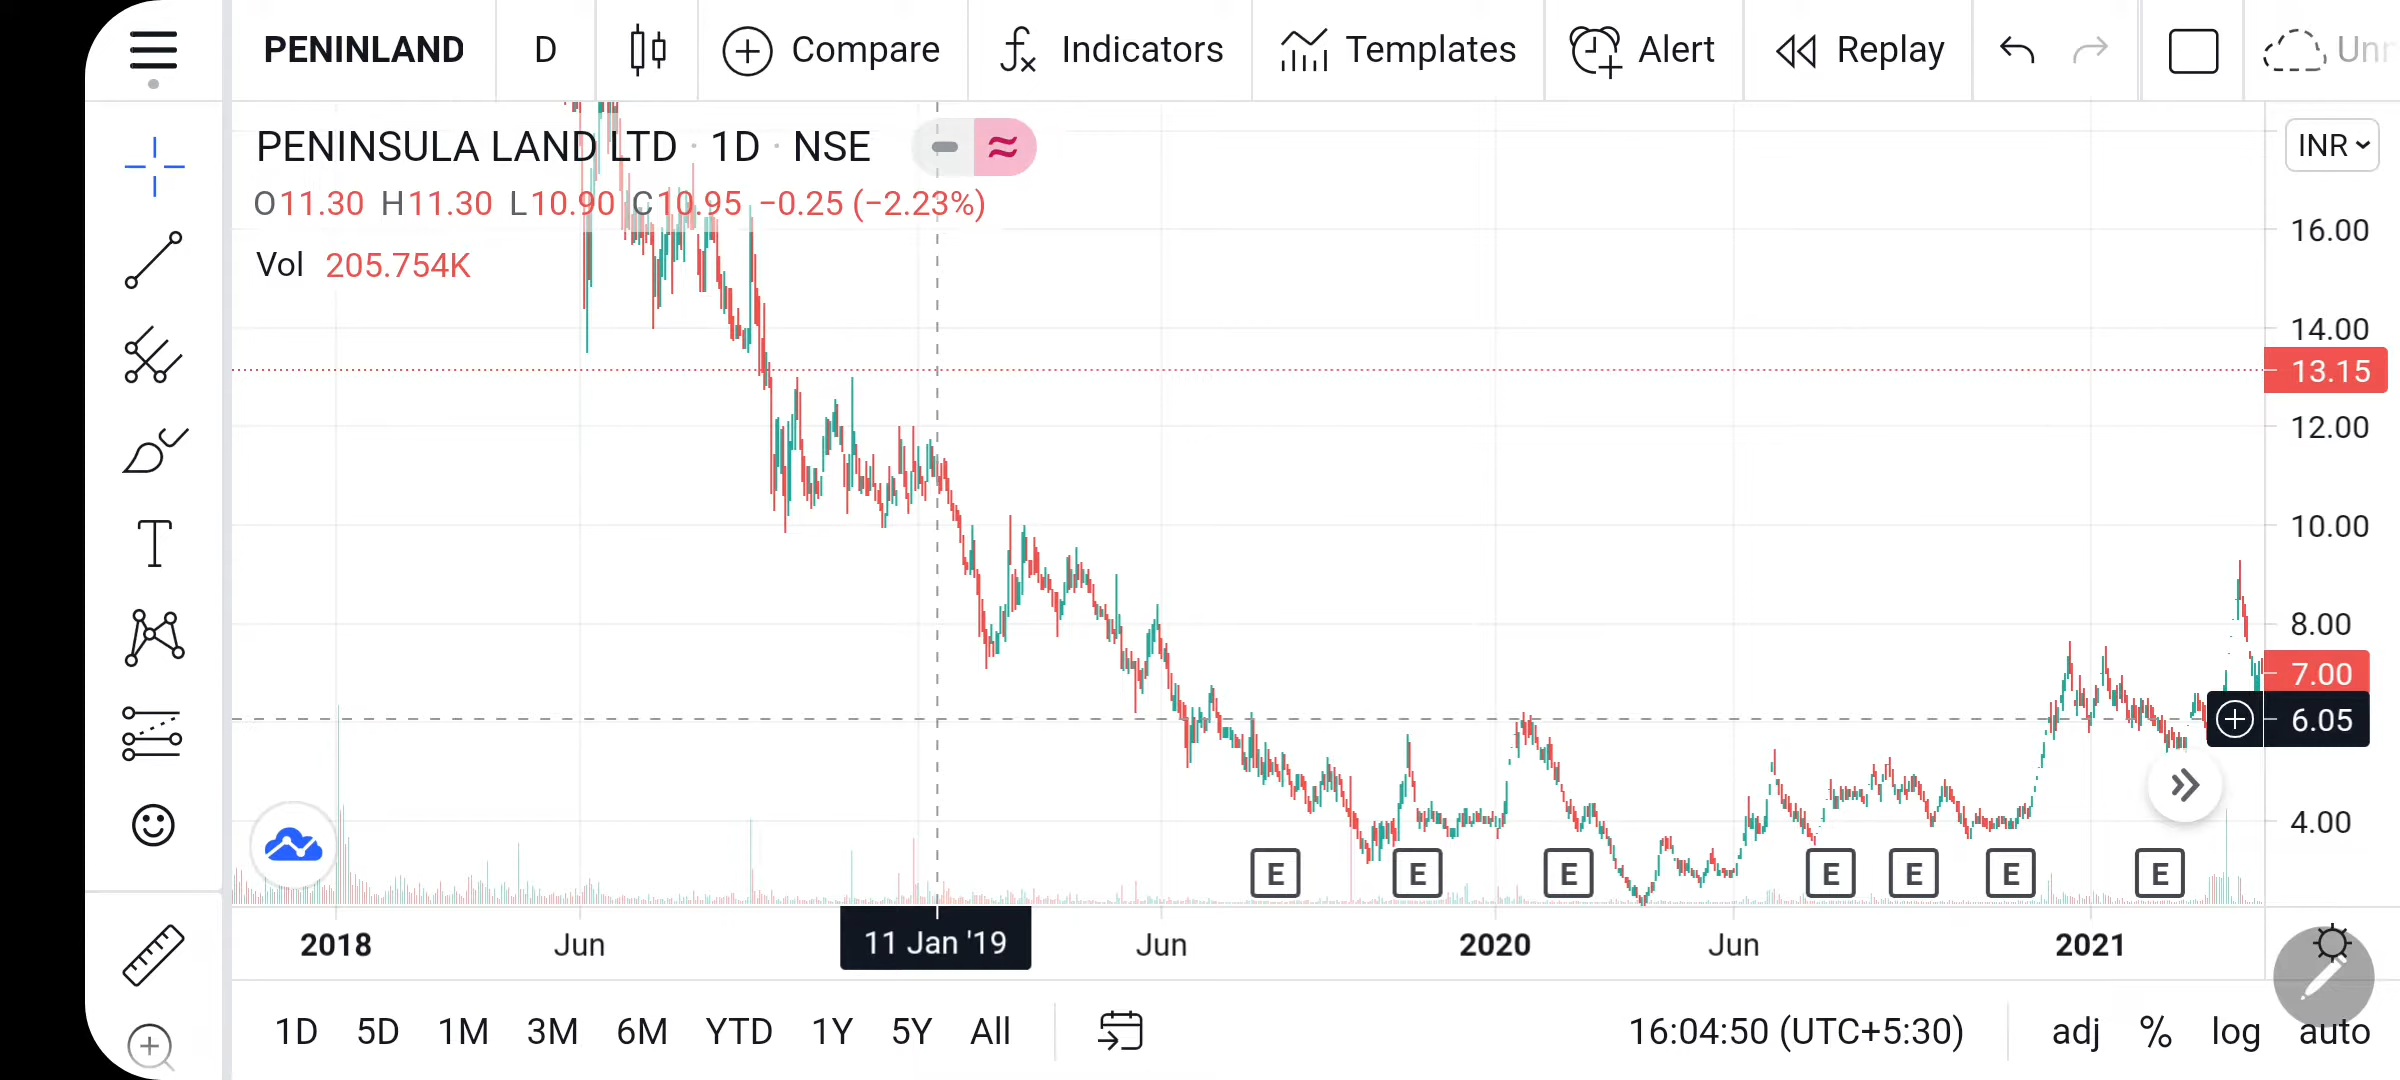 PENINLAND D Compare Indicators Templates Alert Replay
PENINSULA LAND LTD · 1D · NSE
INR
O11.30 H11.30 L10.90 C10.95 −0.25 (−2.23%)
Vol 205.754K
16.00
14.00
13.15
12.00
10.00
8.00
7.00
6.05
4.00
E E E E E E E
2018 Jun 11 Jan '19 Jun 2020 Jun 2021
1D 5D 1M 3M 6M YTD 1Y 5Y All 16:04:50 (UTC+5:30) adj % log auto